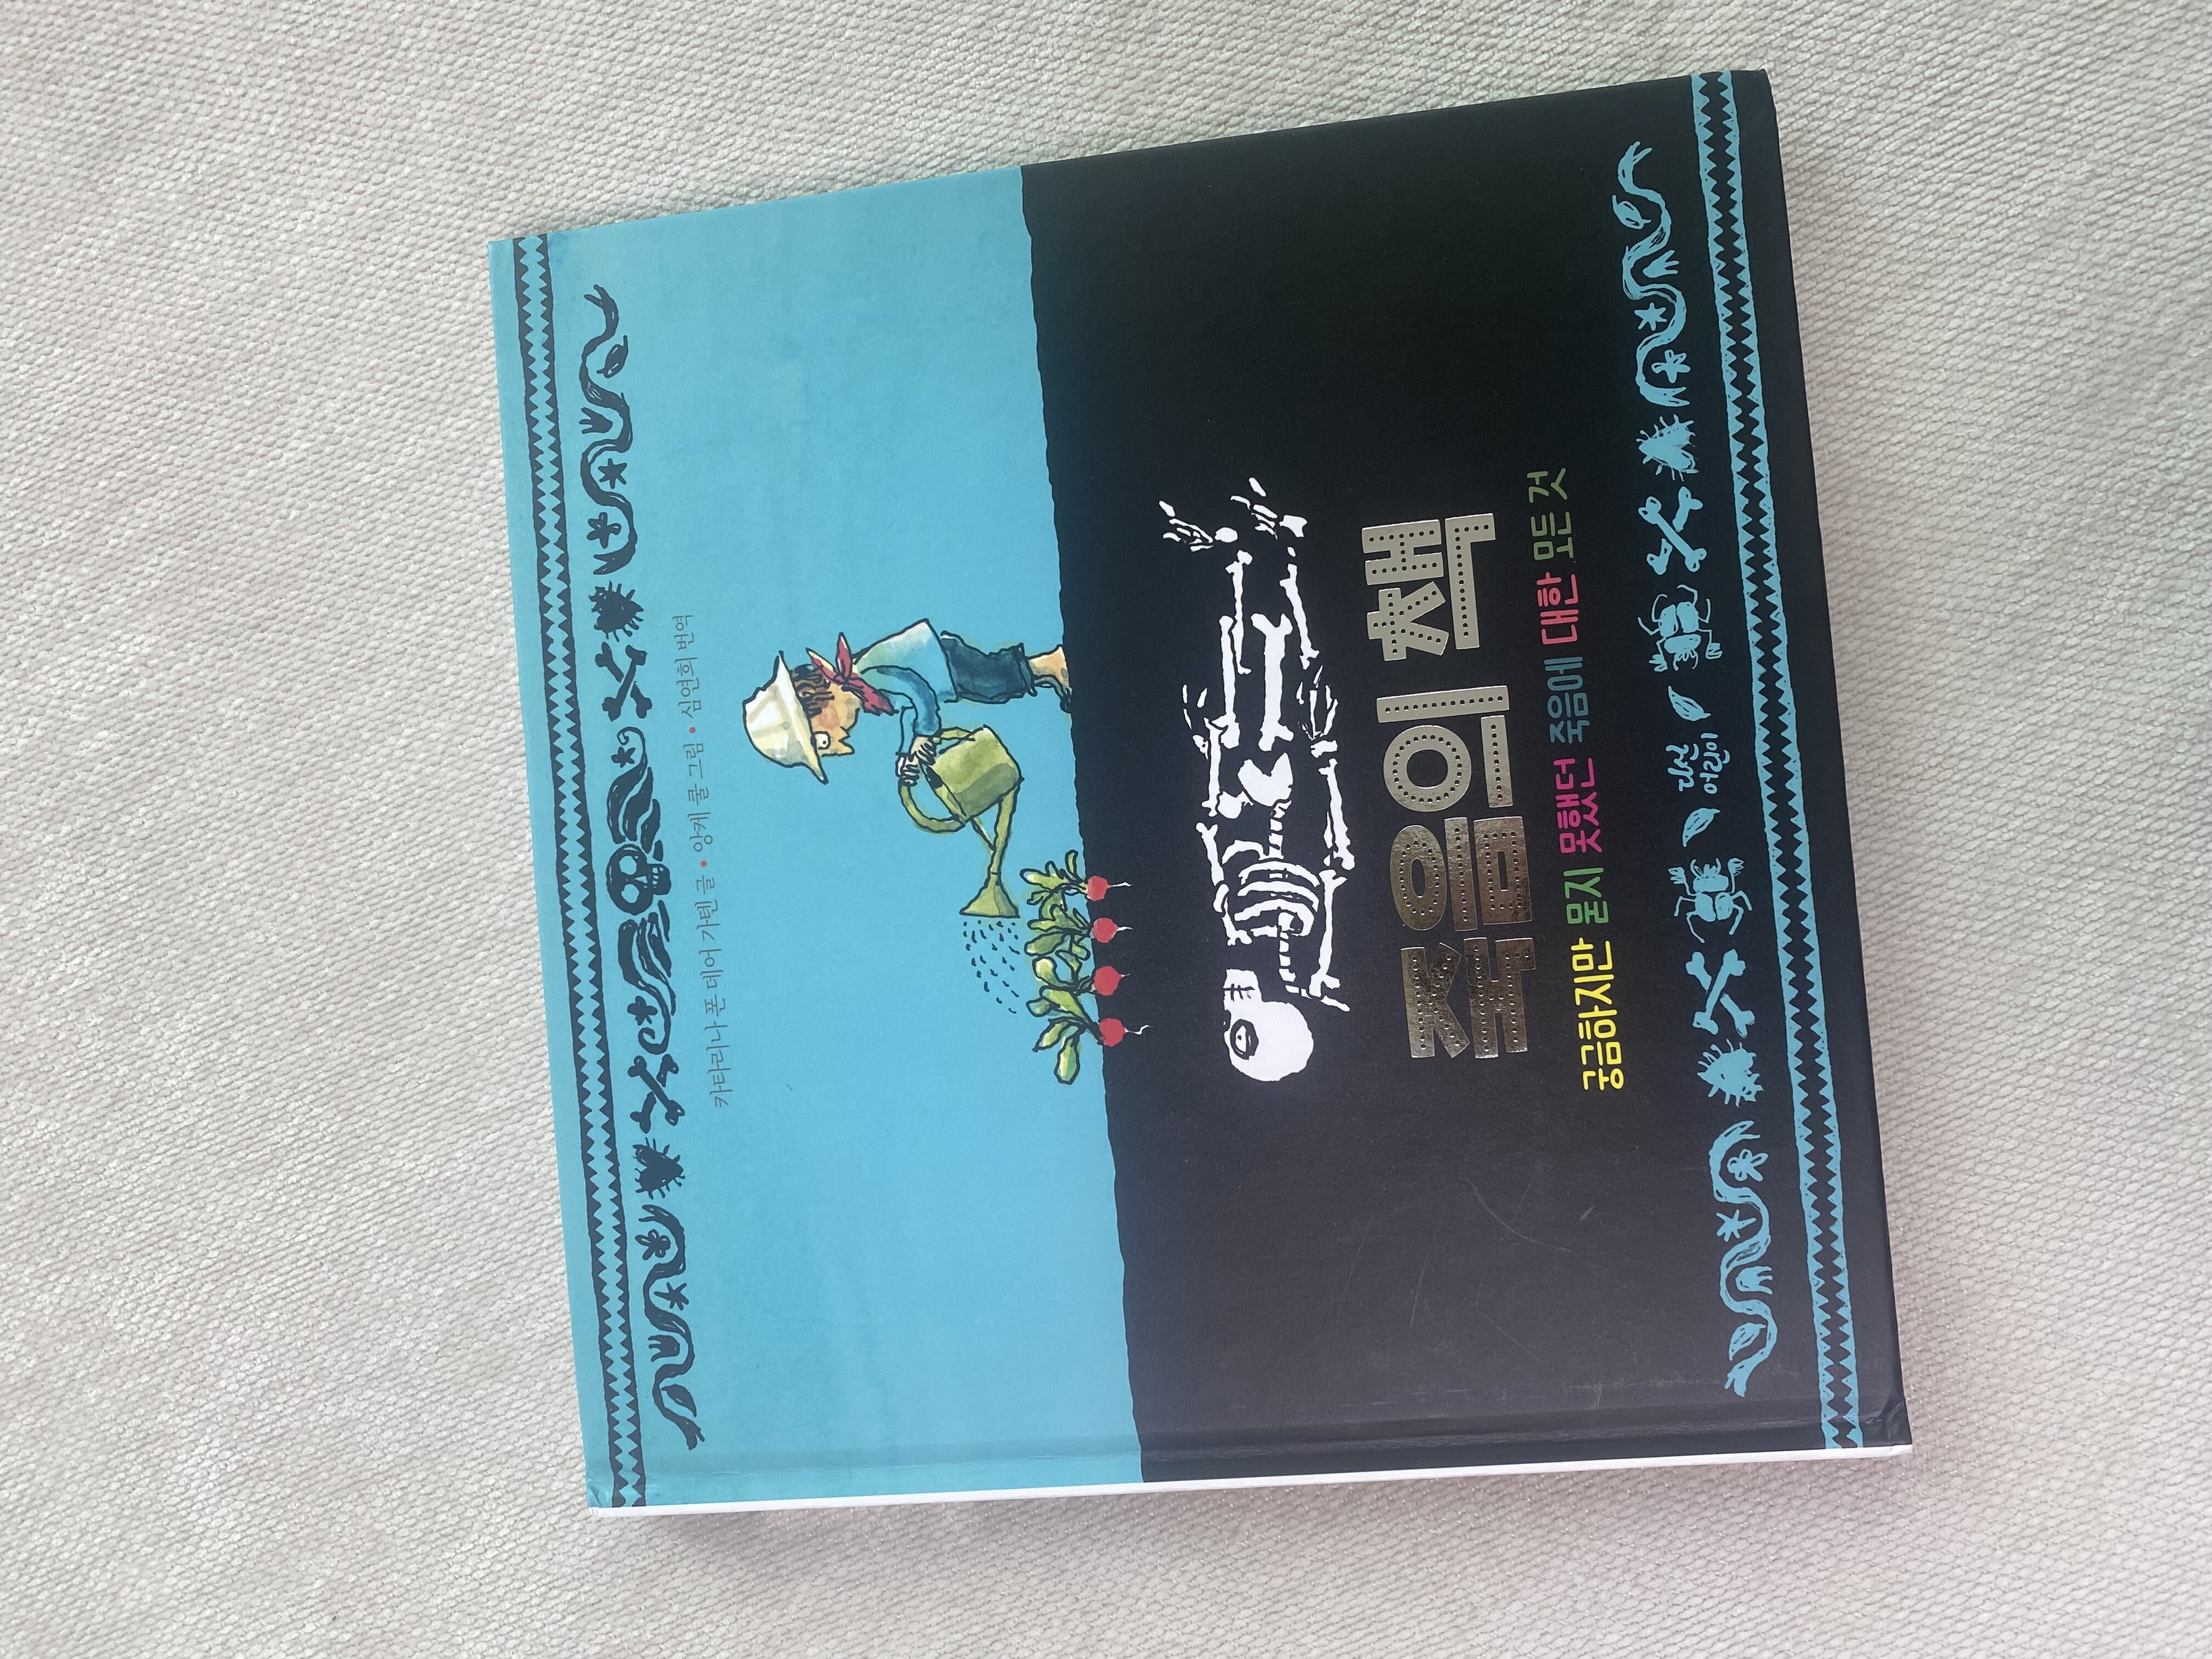 카타리나 폰 데어 가텐 글 • 앙케 쿨 그림 • 심연희 번역
죽음의 책
궁금하지만 묻지 못했던 죽음에 대한 모든 것
다산
어린이